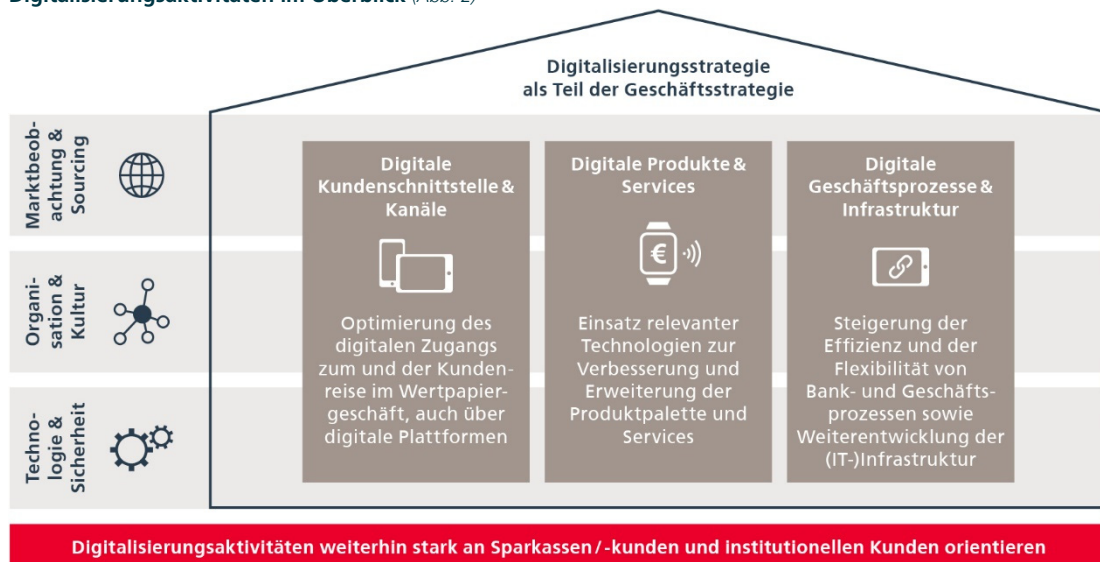 Digitalisierungsaktivitäten im Überblick (Abb. 2)
Digitalisierungsstrategie
als Teil der Geschäftsstrategie
Marktbeob-
achtung &
Sourcing
Organi-
sation &
Kultur
Techno-
logie &
Sicherheit
Digitale
Kundenschnittstelle &
Kanäle
Optimierung des
digitalen Zugangs
zum und der Kunden-
reise im Wertpapier-
geschäft, auch über
digitale Plattformen
Digitale Produkte &
Services
€
Einsatz relevanter
Technologien zur
Verbesserung und
Erweiterung der
Produktpalette und
Services
Digitale
Geschäftsprozesse &
Infrastruktur
Steigerung der
Effizienz und der
Flexibilität von
Bank- und Geschäfts-
prozessen sowie
Weiterentwicklung der
(IT-)Infrastruktur
Digitalisierungsaktivitäten weiterhin stark an Sparkassen / -kunden und institutionellen Kunden orientieren